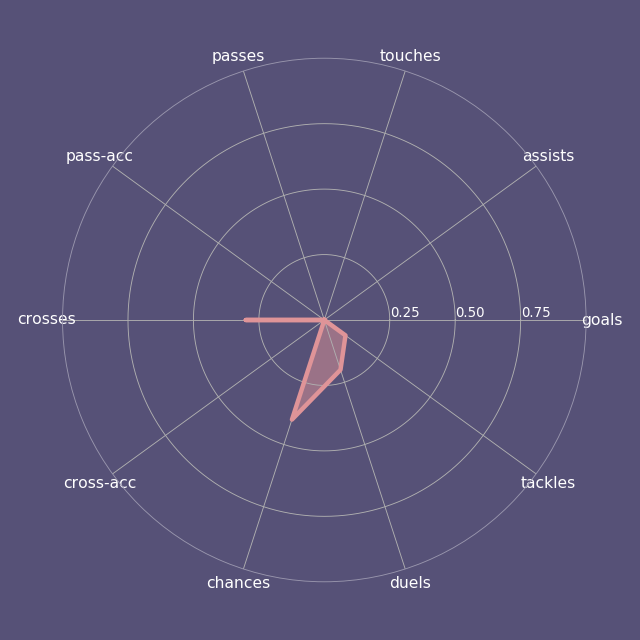 passes
touches
pass-acc
assists
crosses
0.25
0.50
0.75
goals
cross-acc
tackles
chances
duels